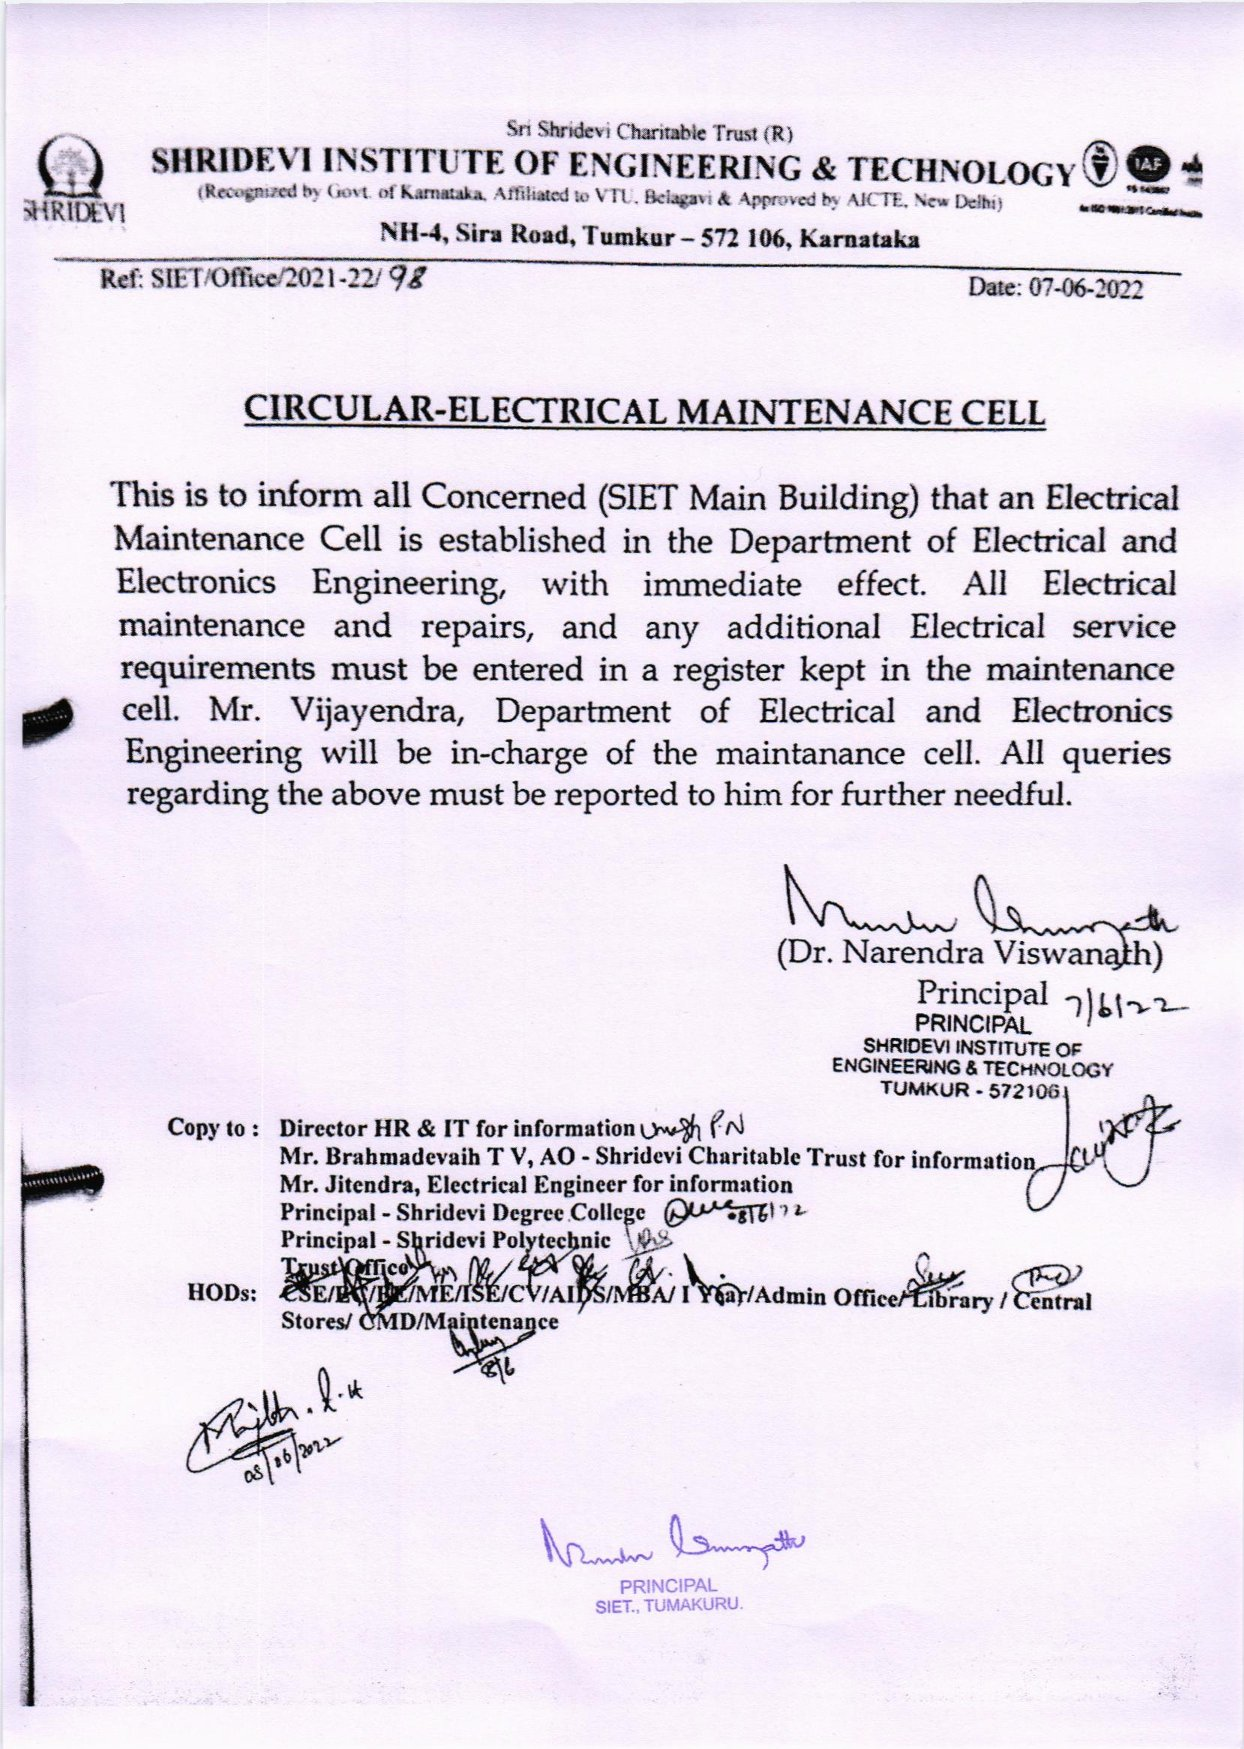 Sri Shridevi Charitable Trust (R)
SHRIDEVI INSTITUTE OF ENGINEERING & TECHNOLOGY
(Recognized by Govt. of Karnataka, Affiliated to VTU, Belagavi & Approved by AICTE, New Delhi)
NH-4, Sira Road, Tumkur – 572 106, Karnataka
SHRIDEVI
IAF
Ref: SIET/Office/2021-22/ 98
Date: 07-06-2022
CIRCULAR-ELECTRICAL MAINTENANCE CELL
This is to inform all Concerned (SIET Main Building) that an Electrical
Maintenance Cell is established in the Department of Electrical and
Electronics Engineering, with immediate effect. All Electrical
maintenance and repairs, and any additional Electrical service
requirements must be entered in a register kept in the maintenance
cell. Mr. Vijayendra, Department of Electrical and Electronics
Engineering will be in-charge of the maintanance cell. All queries
regarding the above must be reported to him for further needful.
(Dr. Narendra Viswanath)
Principal 7/6/22
PRINCIPAL
SHRIDEVI INSTITUTE OF
ENGINEERING & TECHNOLOGY
TUMKUR - 572106
Copy to : Director HR & IT for information
Mr. Brahmadevaih T V, AO - Shridevi Charitable Trust for information
Mr. Jitendra, Electrical Engineer for information
Principal - Shridevi Degree College 8/6/22
Principal - Shridevi Polytechnic
Trust Office
HODs: CSE/EC/EE/ME/ISE/CV/AIDS/MBA/ I Year/Admin Office/ Library / Central
Stores/ CMD/Maintenance
8/6
08/06/2022
PRINCIPAL
SIET., TUMAKURU.